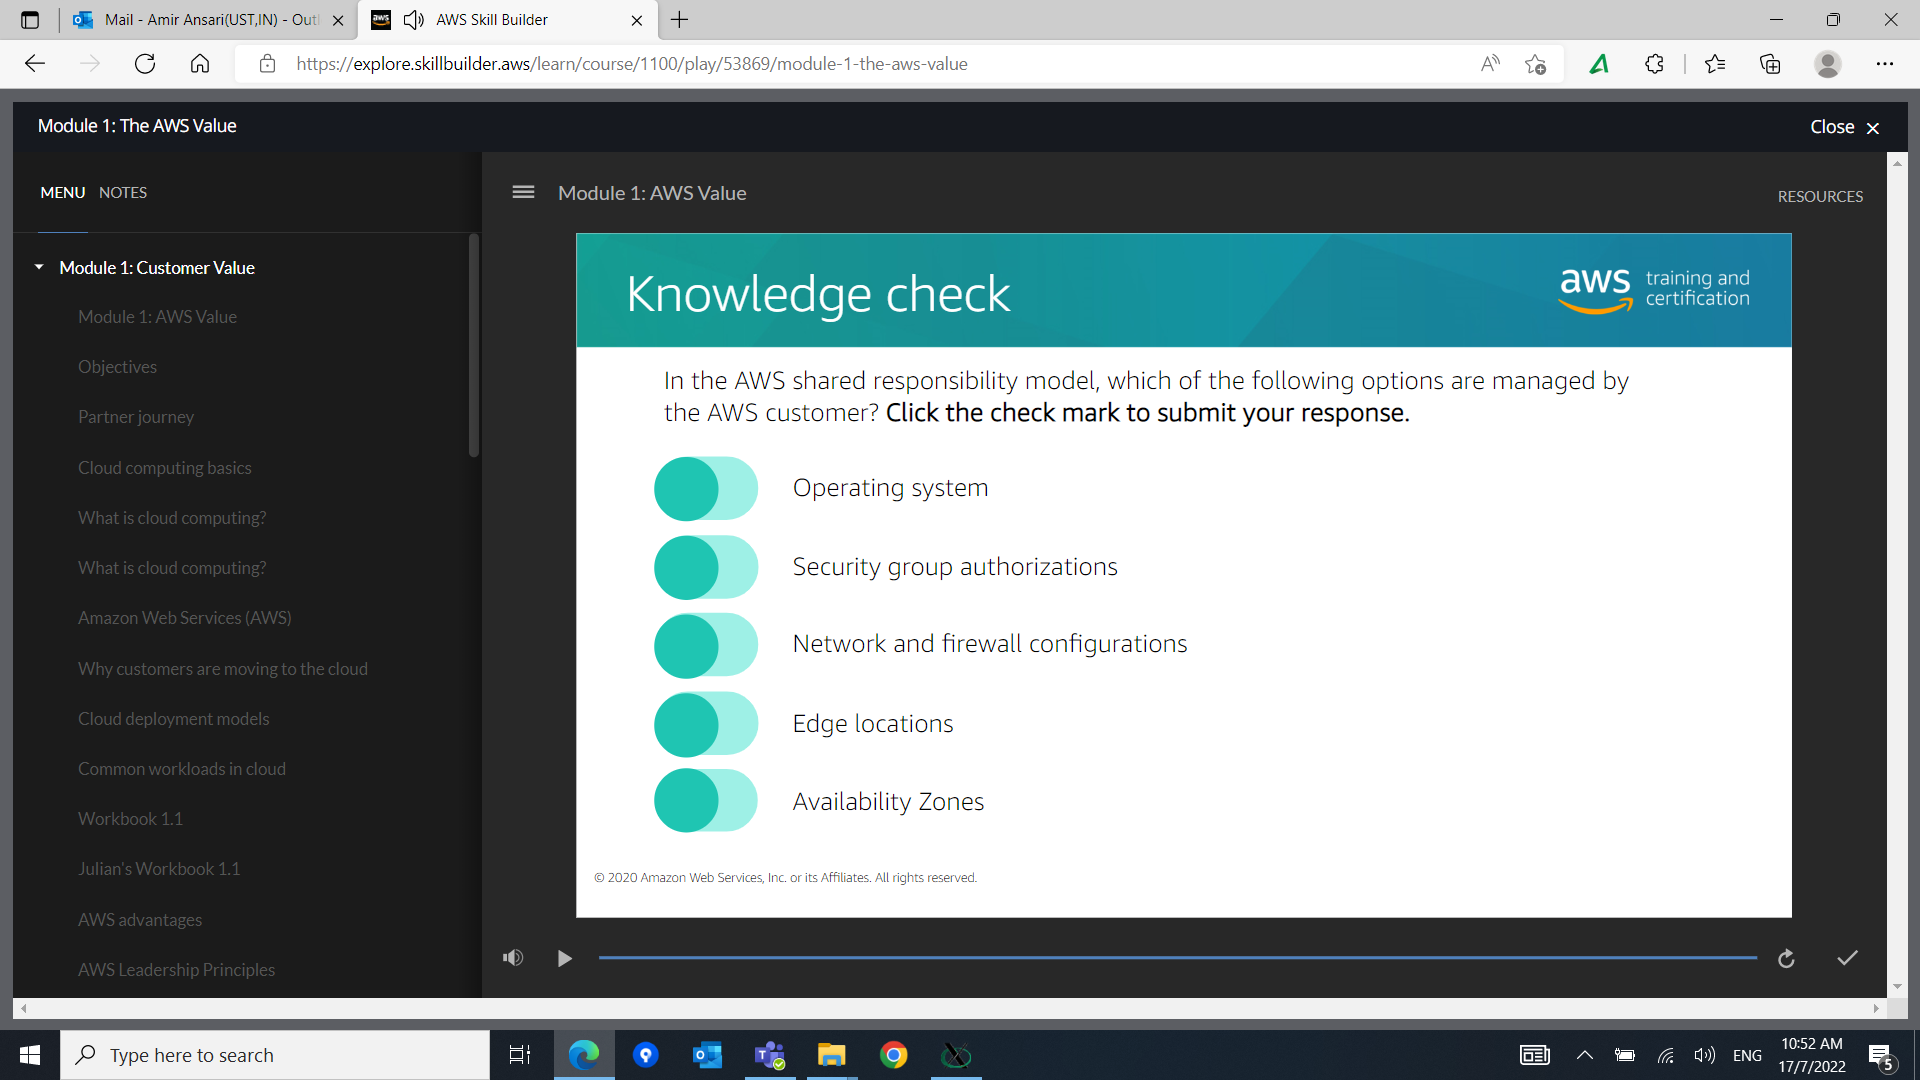 Mail - Amir Ansari(UST,IN) - Out
aws
AWS Skill Builder
https://explore.skillbuilder.aws/learn/course/1100/play/53869/module-1-the-aws-value
Module 1: The AWS Value
Close
MENU
NOTES
Module 1: AWS Value
RESOURCES
Module 1: Customer Value
Module 1: AWS Value
Objectives
Partner journey
Cloud computing basics
What is cloud computing?
What is cloud computing?
Amazon Web Services (AWS)
Why customers are moving to the cloud
Cloud deployment models
Common workloads in cloud
Workbook 1.1
Julian's Workbook 1.1
AWS advantages
AWS Leadership Principles
Knowledge check
aws training and
certification
In the AWS shared responsibility model, which of the following options are managed by
the AWS customer? Click the check mark to submit your response.
Operating system
Security group authorizations
Network and firewall configurations
Edge locations
Availability Zones
© 2020 Amazon Web Services, Inc. or its Affiliates. All rights reserved.
Type here to search
ENG
10:52 AM
17/7/2022
5